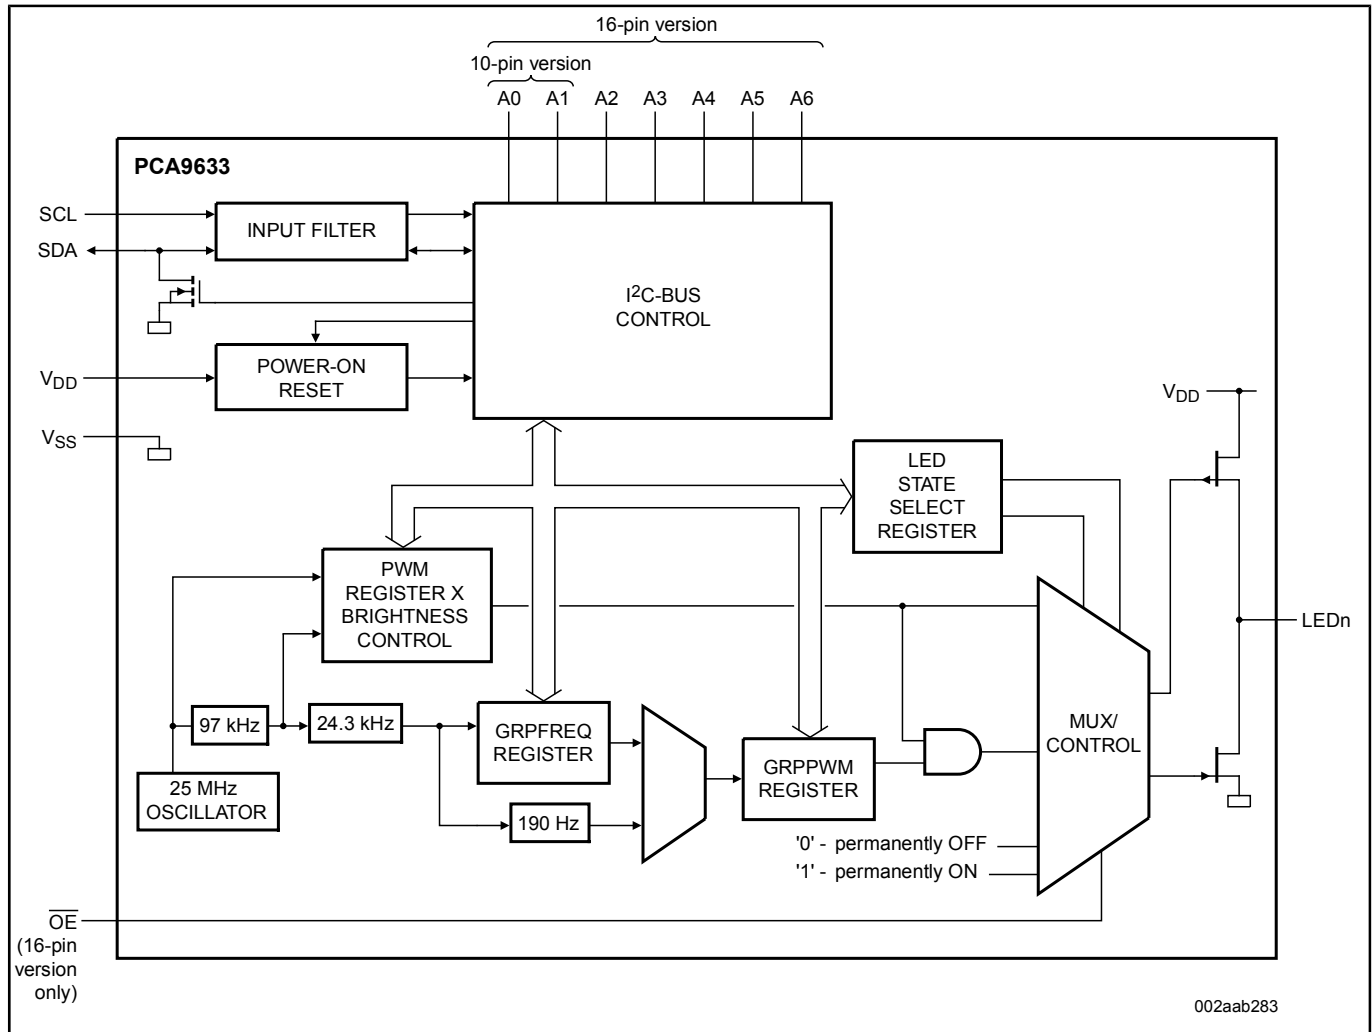 16-pin version
10-pin version
A0 A1 A2 A3 A4 A5 A6
PCA9633
SCL
INPUT FILTER
SDA
I2C-BUS
CONTROL
POWER-ON
RESET
VDD
VSS
VDD
LED
STATE
SELECT
REGISTER
PWM
REGISTER X
BRIGHTNESS
CONTROL
LEDn
97 kHz
24.3 kHz
GRPFREQ
REGISTER
MUX/
CONTROL
GRPPWM
REGISTER
25 MHz
OSCILLATOR
190 Hz
'0' - permanently OFF
'1' - permanently ON
OE
(16-pin
version
only)
002aab283